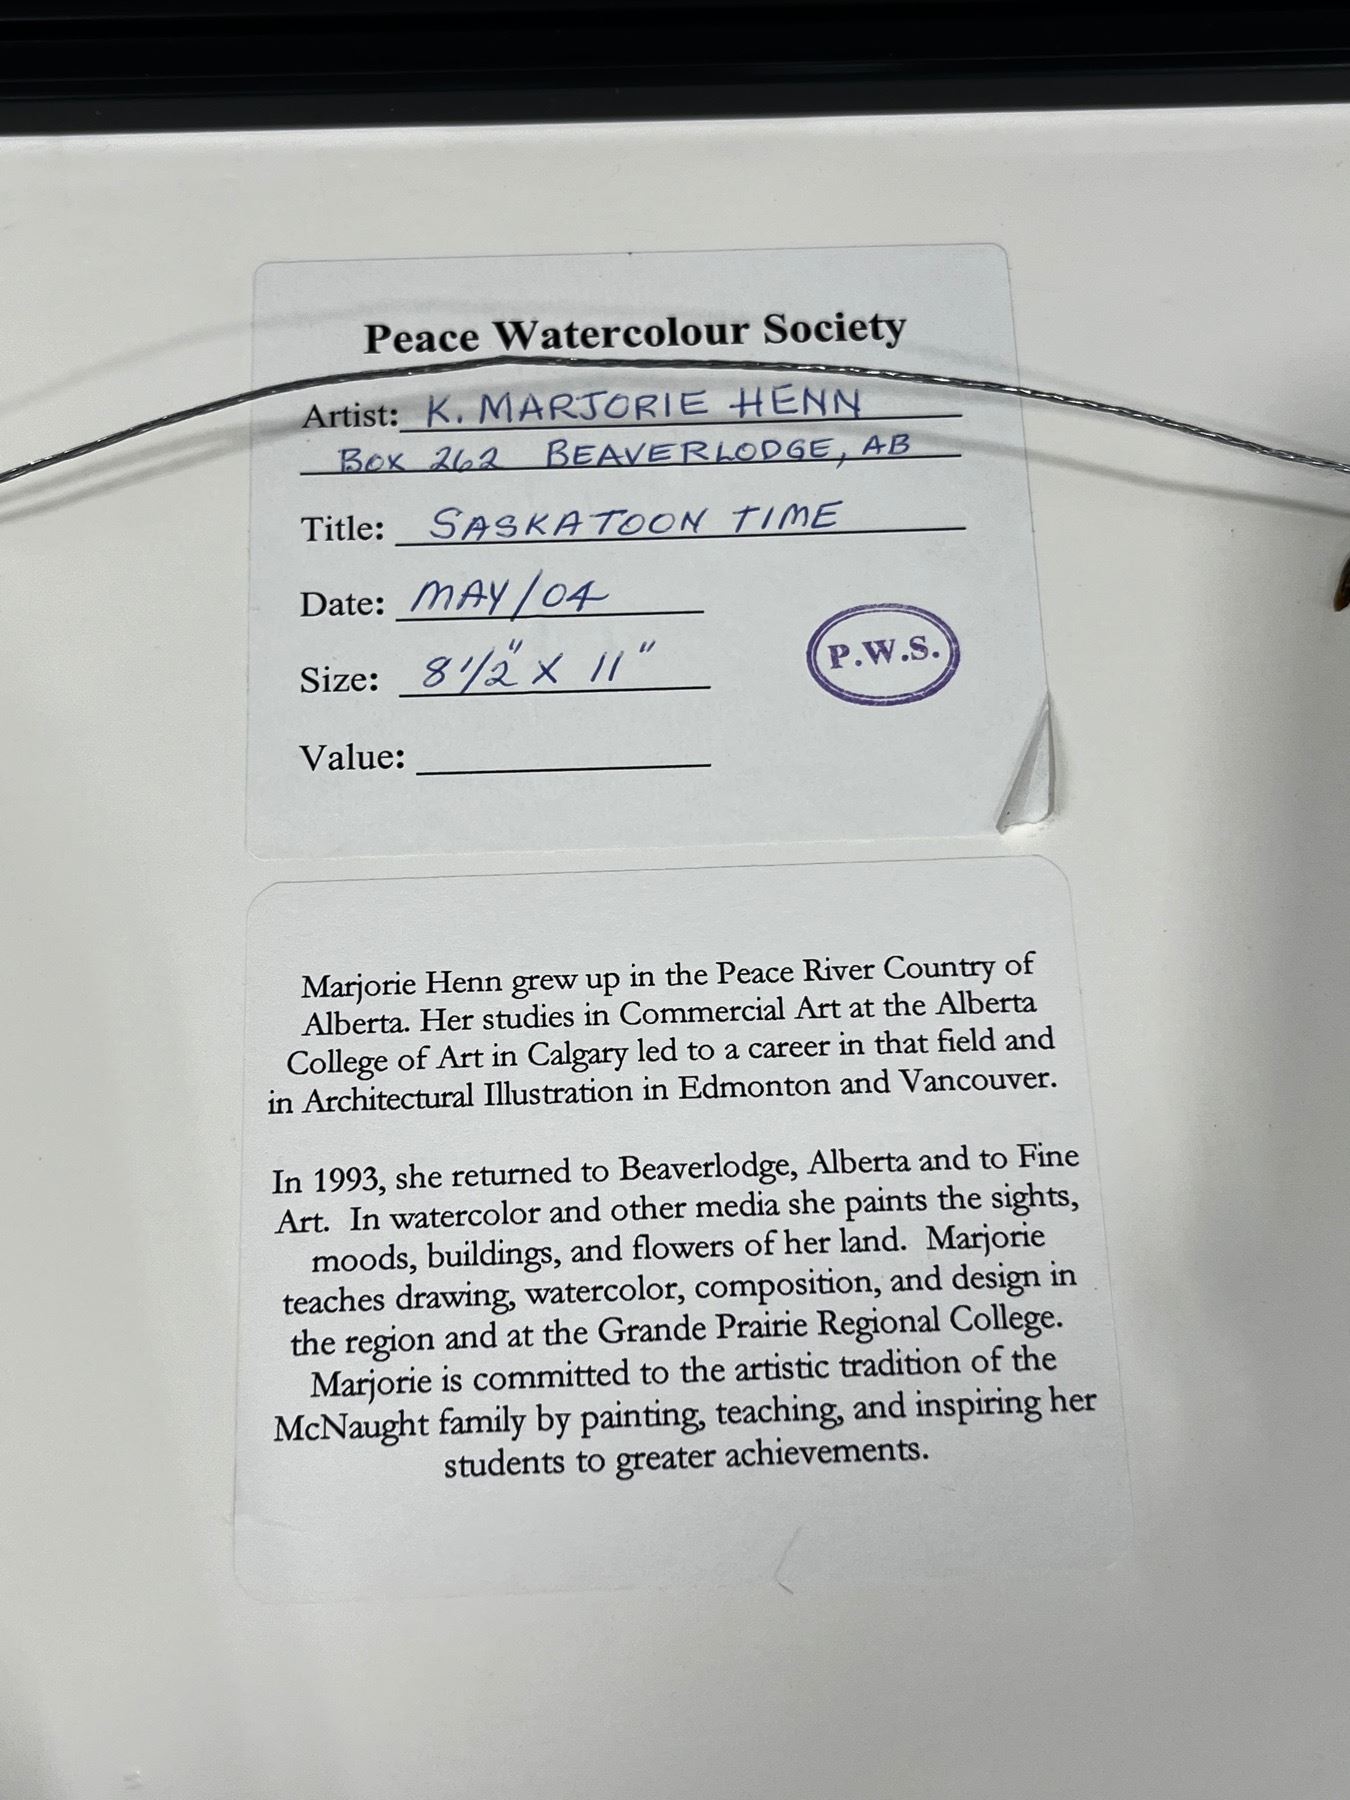 Peace Watercolour Society
Artist: K. MARJORIE HENN
BOX 262 BEAVERLODGE, AB
Title: SASKATOON TIME
Date: MAY/04
Size: 8 1/2" X 11"
P.W.S.
Value:
Marjorie Henn grew up in the Peace River Country of
Alberta. Her studies in Commercial Art at the Alberta
College of Art in Calgary led to a career in that field and
in Architectural Illustration in Edmonton and Vancouver.
In 1993, she returned to Beaverlodge, Alberta and to Fine
Art. In watercolor and other media she paints the sights,
moods, buildings, and flowers of her land. Marjorie
teaches drawing, watercolor, composition, and design in
the region and at the Grande Prairie Regional College.
Marjorie is committed to the artistic tradition of the
McNaught family by painting, teaching, and inspiring her
students to greater achievements.